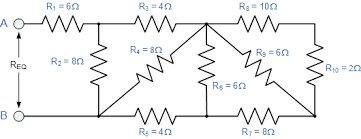 R₁ = 6Ω
R₃ = 4Ω
R₈ = 10Ω
A
R₄ = 8Ω
R₉ = 6Ω
REQ
R₂ = 8Ω
R₁₀ = 2Ω
R₆ = 6Ω
B
R₅ = 4Ω
R₇ = 8Ω